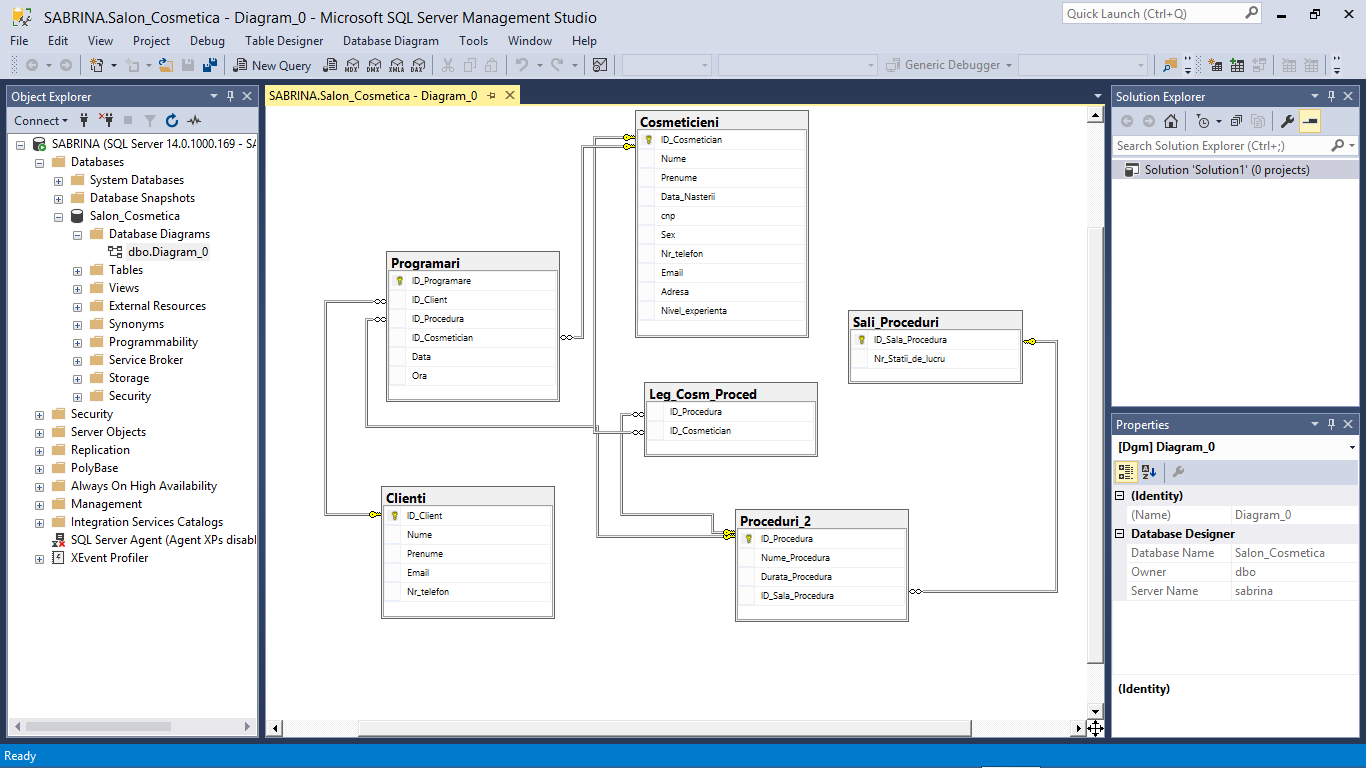 SABRINA.Salon_Cosmetica - Diagram_0 - Microsoft SQL Server Management Studio
Quick Launch (Ctrl+Q)
File Edit View Project Debug Table Designer Database Diagram Tools Window Help
New Query MDX DMX XMLA DAX Generic Debugger
Object Explorer
Connect
SABRINA (SQL Server 14.0.1000.169 - SA
Databases
System Databases
Database Snapshots
Salon_Cosmetica
Database Diagrams
dbo.Diagram_0
Tables
Views
External Resources
Synonyms
Programmability
Service Broker
Storage
Security
Security
Server Objects
Replication
PolyBase
Always On High Availability
Management
Integration Services Catalogs
SQL Server Agent (Agent XPs disabl
XEvent Profiler
SABRINA.Salon_Cosmetica - Diagram_0
Cosmeticieni
ID_Cosmetician
Nume
Prenume
Data_Nasterii
cnp
Sex
Nr_telefon
Email
Adresa
Nivel_experienta
Programari
ID_Programare
ID_Client
ID_Procedura
ID_Cosmetician
Data
Ora
Sali_Proceduri
ID_Sala_Procedura
Nr_Statii_de_lucru
Leg_Cosm_Proced
ID_Procedura
ID_Cosmetician
Clienti
ID_Client
Nume
Prenume
Email
Nr_telefon
Proceduri_2
ID_Procedura
Nume_Procedura
Durata_Procedura
ID_Sala_Procedura
Solution Explorer
Search Solution Explorer (Ctrl+;)
Solution 'Solution1' (0 projects)
Properties
[Dgm] Diagram_0
(Identity)
(Name) Diagram_0
Database Designer
Database Name Salon_Cosmetica
Owner dbo
Server Name sabrina
(Identity)
Ready